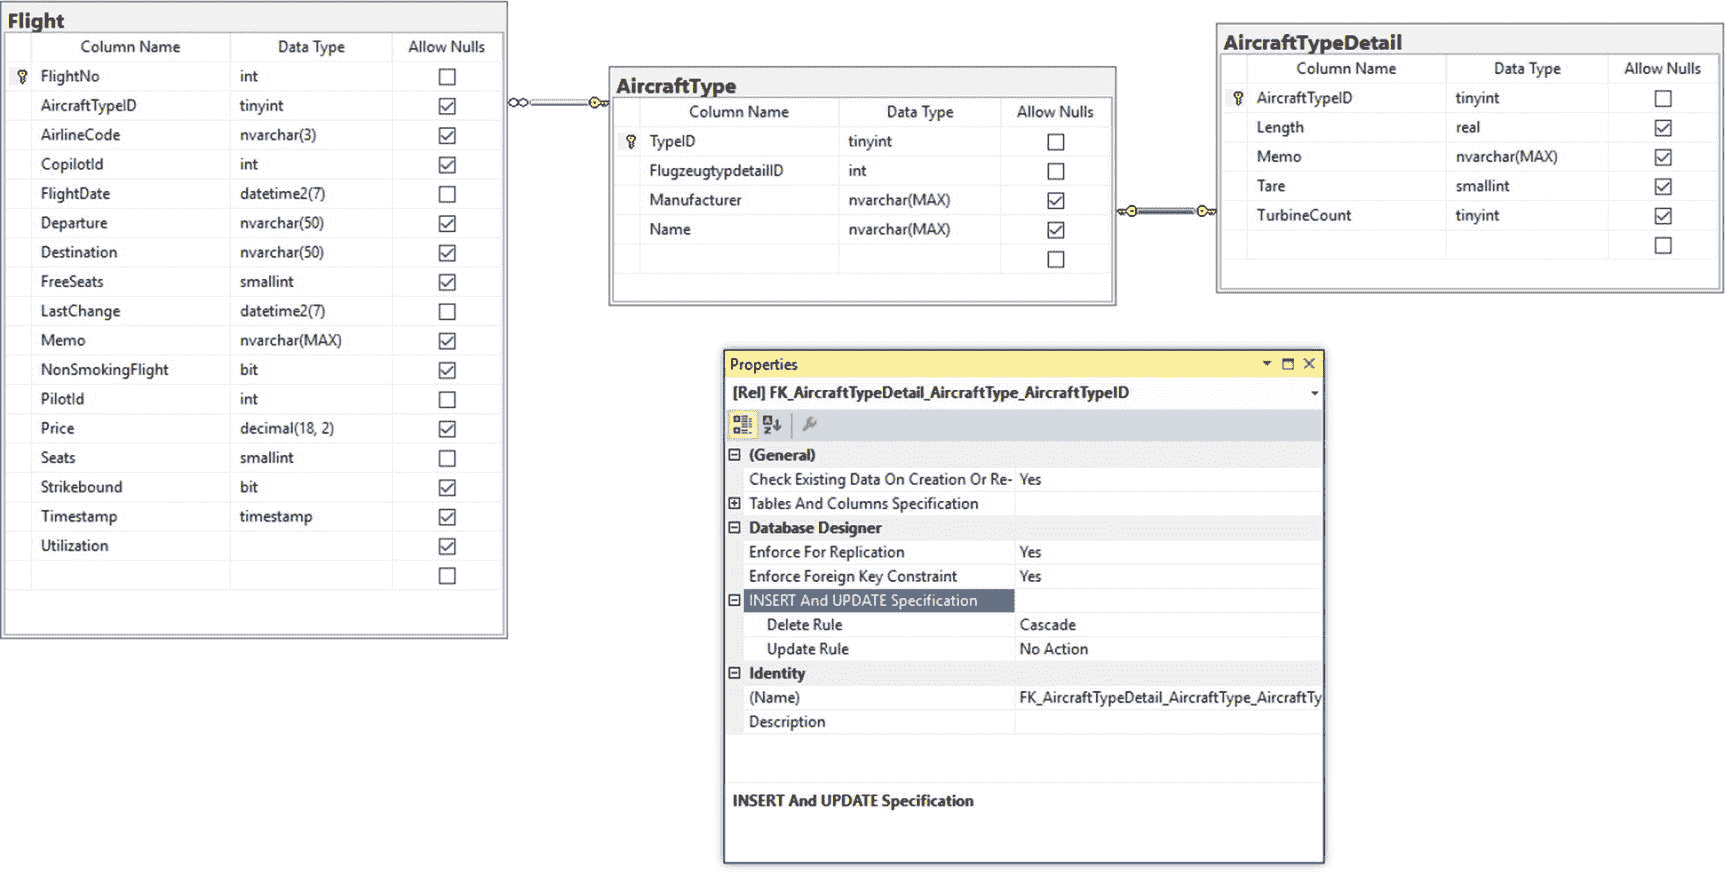 Flight
Column Name Data Type Allow Nulls
FlightNo int
AircraftTypeID tinyint
AirlineCode nvarchar(3)
CopilotId int
FlightDate datetime2(7)
Departure nvarchar(50)
Destination nvarchar(50)
FreeSeats smallint
LastChange datetime2(7)
Memo nvarchar(MAX)
NonSmokingFlight bit
PilotId int
Price decimal(18, 2)
Seats smallint
Strikebound bit
Timestamp timestamp
Utilization
AircraftType
Column Name Data Type Allow Nulls
TypeID tinyint
FlugzeugtypdetailID int
Manufacturer nvarchar(MAX)
Name nvarchar(MAX)
AircraftTypeDetail
Column Name Data Type Allow Nulls
AircraftTypeID tinyint
Length real
Memo nvarchar(MAX)
Tare smallint
TurbineCount tinyint
Properties
[Rel] FK_AircraftTypeDetail_AircraftType_AircraftTypeID
(General)
Check Existing Data On Creation Or Re- Yes
Tables And Columns Specification
Database Designer
Enforce For Replication Yes
Enforce Foreign Key Constraint Yes
INSERT And UPDATE Specification
Delete Rule Cascade
Update Rule No Action
Identity
(Name) FK_AircraftTypeDetail_AircraftType_AircraftTy
Description
INSERT And UPDATE Specification